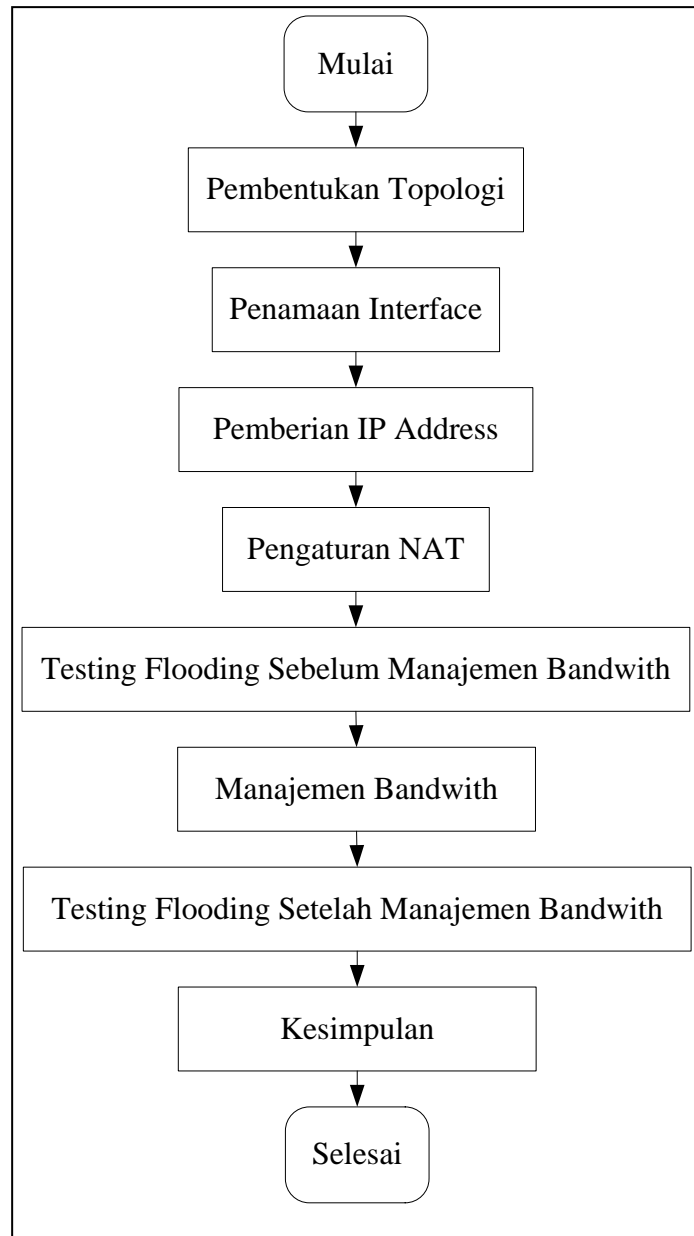 Mulai
Pembentukan Topologi
Penamaan Interface
Pemberian IP Address
Pengaturan NAT
Testing Flooding Sebelum Manajemen Bandwith
Manajemen Bandwith
Testing Flooding Setelah Manajemen Bandwith
Kesimpulan
Selesai